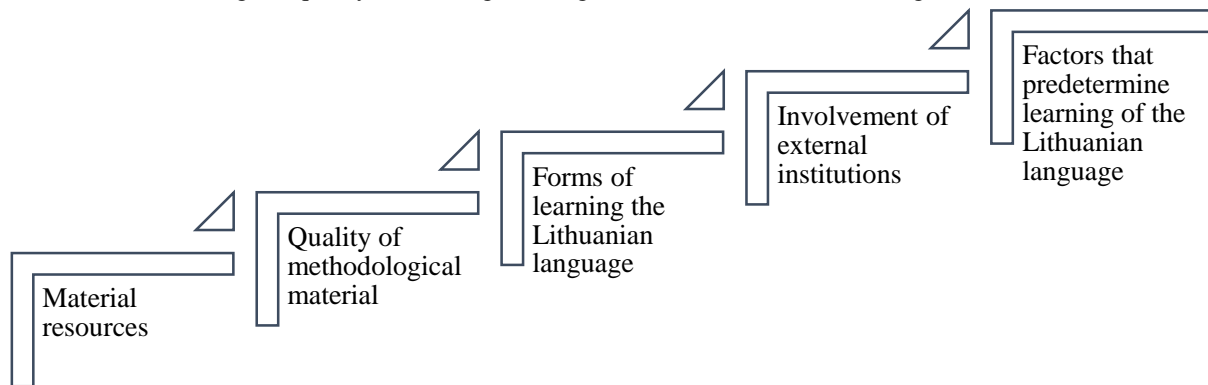 Material
resources
Quality of
methodological
material
Forms of
learning the
Lithuanian
language
Involvement of
external
institutions
Factors that
predetermine
learning of the
Lithuanian
language